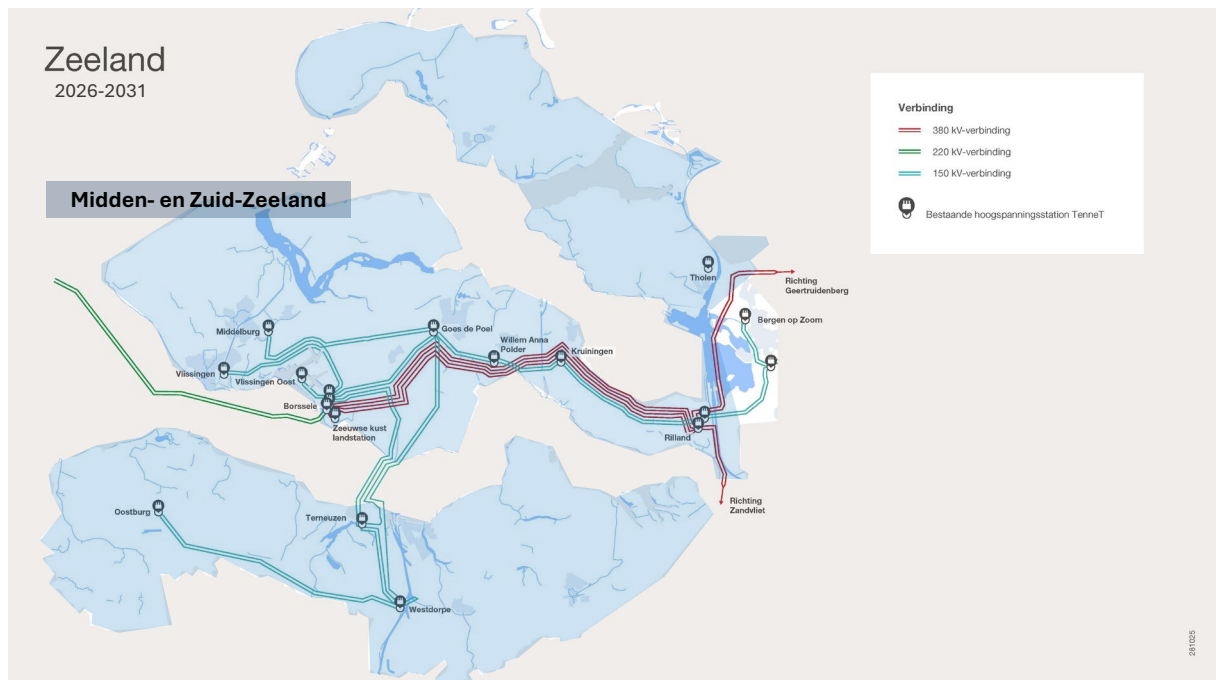 Zeeland
2026-2031
Verbinding
380 kV-verbinding
220 kV-verbinding
150 kV-verbinding
Bestaande hoogspanningsstation TenneT
Midden- en Zuid-Zeeland
Tholen
Richting
Geertruidenberg
Bergen op Zoom
Middelburg
Goes de Poel
Willem Anna
Polder
Kruiningen
Vlissingen
Vlissingen Oost
Borssele
Zeeuwse kust
landstation
Rilland
Richting
Zandvliet
Oostburg
Terneuzen
Westdorpe
281025